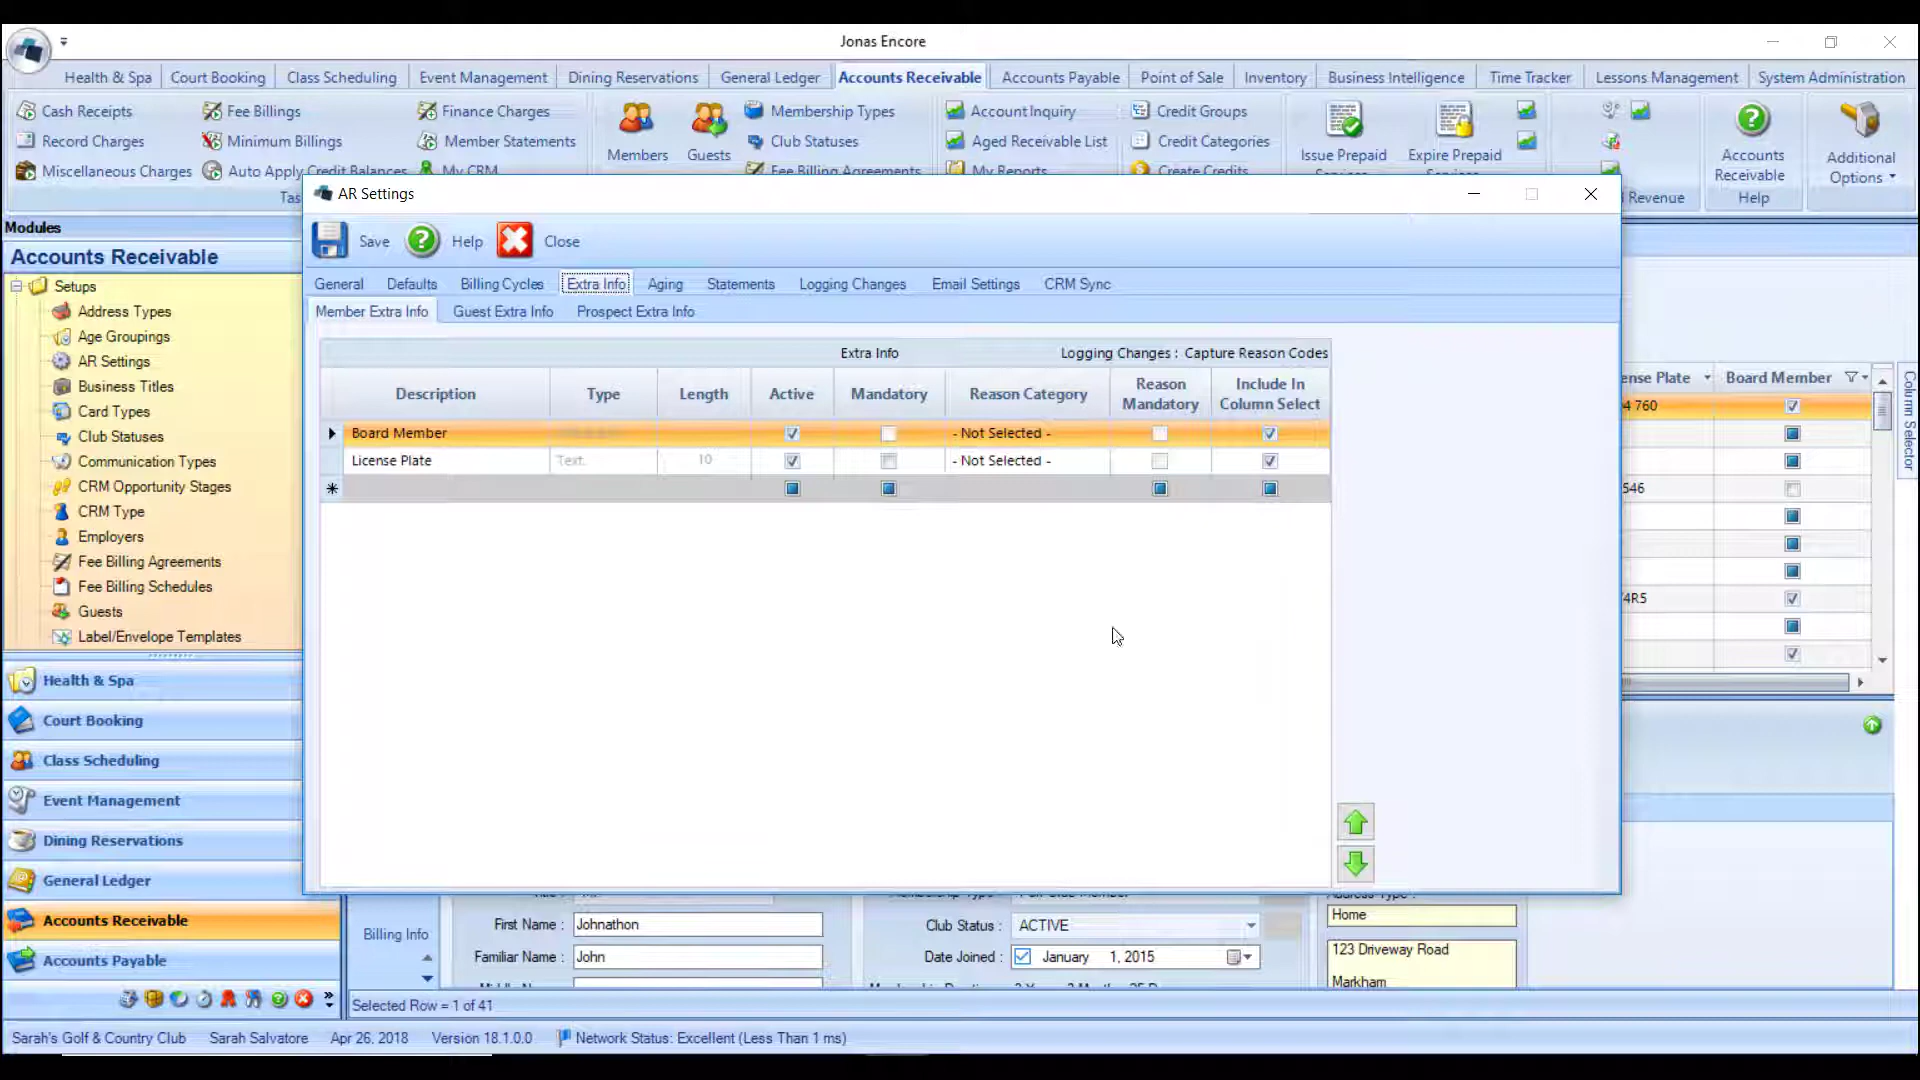 Jonas Encore
Health & Spa Court Booking Class Scheduling Event Management Dining Reservations General Ledger Accounts Receivable Accounts Payable Point of Sale Inventory Business Intelligence Time Tracker Lessons Management System Administration
Cash Receipts Fee Billings Finance Charges Membership Types Account Inquiry Credit Groups
Record Charges Minimum Billings Member Statements Members Guests Club Statuses Aged Receivable List Credit Categories Issue Prepaid Expire Prepaid Accounts Receivable Additional Options
Miscellaneous Charges Auto Apply Credit Balances My CRM Fee Billing Agreements My Reports Create Credits
Tas Revenue Help
AR Settings
Save Help Close
General Defaults Billing Cycles Extra Info Aging Statements Logging Changes Email Settings CRM Sync
Member Extra Info Guest Extra Info Prospect Extra Info
Extra Info Logging Changes : Capture Reason Codes
Description Type Length Active Mandatory Reason Category Reason Mandatory Include In Column Select
Board Member - Not Selected -
License Plate Text 10 - Not Selected -
Modules
Accounts Receivable
Setups
Address Types
Age Groupings
AR Settings
Business Titles
Card Types
Club Statuses
Communication Types
CRM Opportunity Stages
CRM Type
Employers
Fee Billing Agreements
Fee Billing Schedules
Guests
Label/Envelope Templates
Health & Spa
Court Booking
Class Scheduling
Event Management
Dining Reservations
General Ledger
Accounts Receivable
Accounts Payable
ense Plate Board Member
4 760
546
4R5
Column Selector
Billing Info
First Name : Johnathon
Familiar Name : John
Club Status : ACTIVE
Date Joined : January 1, 2015
Home
123 Driveway Road
Markham
Selected Row = 1 of 41
Sarah's Golf & Country Club Sarah Salvatore Apr 26, 2018 Version 18.1.0.0 Network Status: Excellent (Less Than 1 ms)